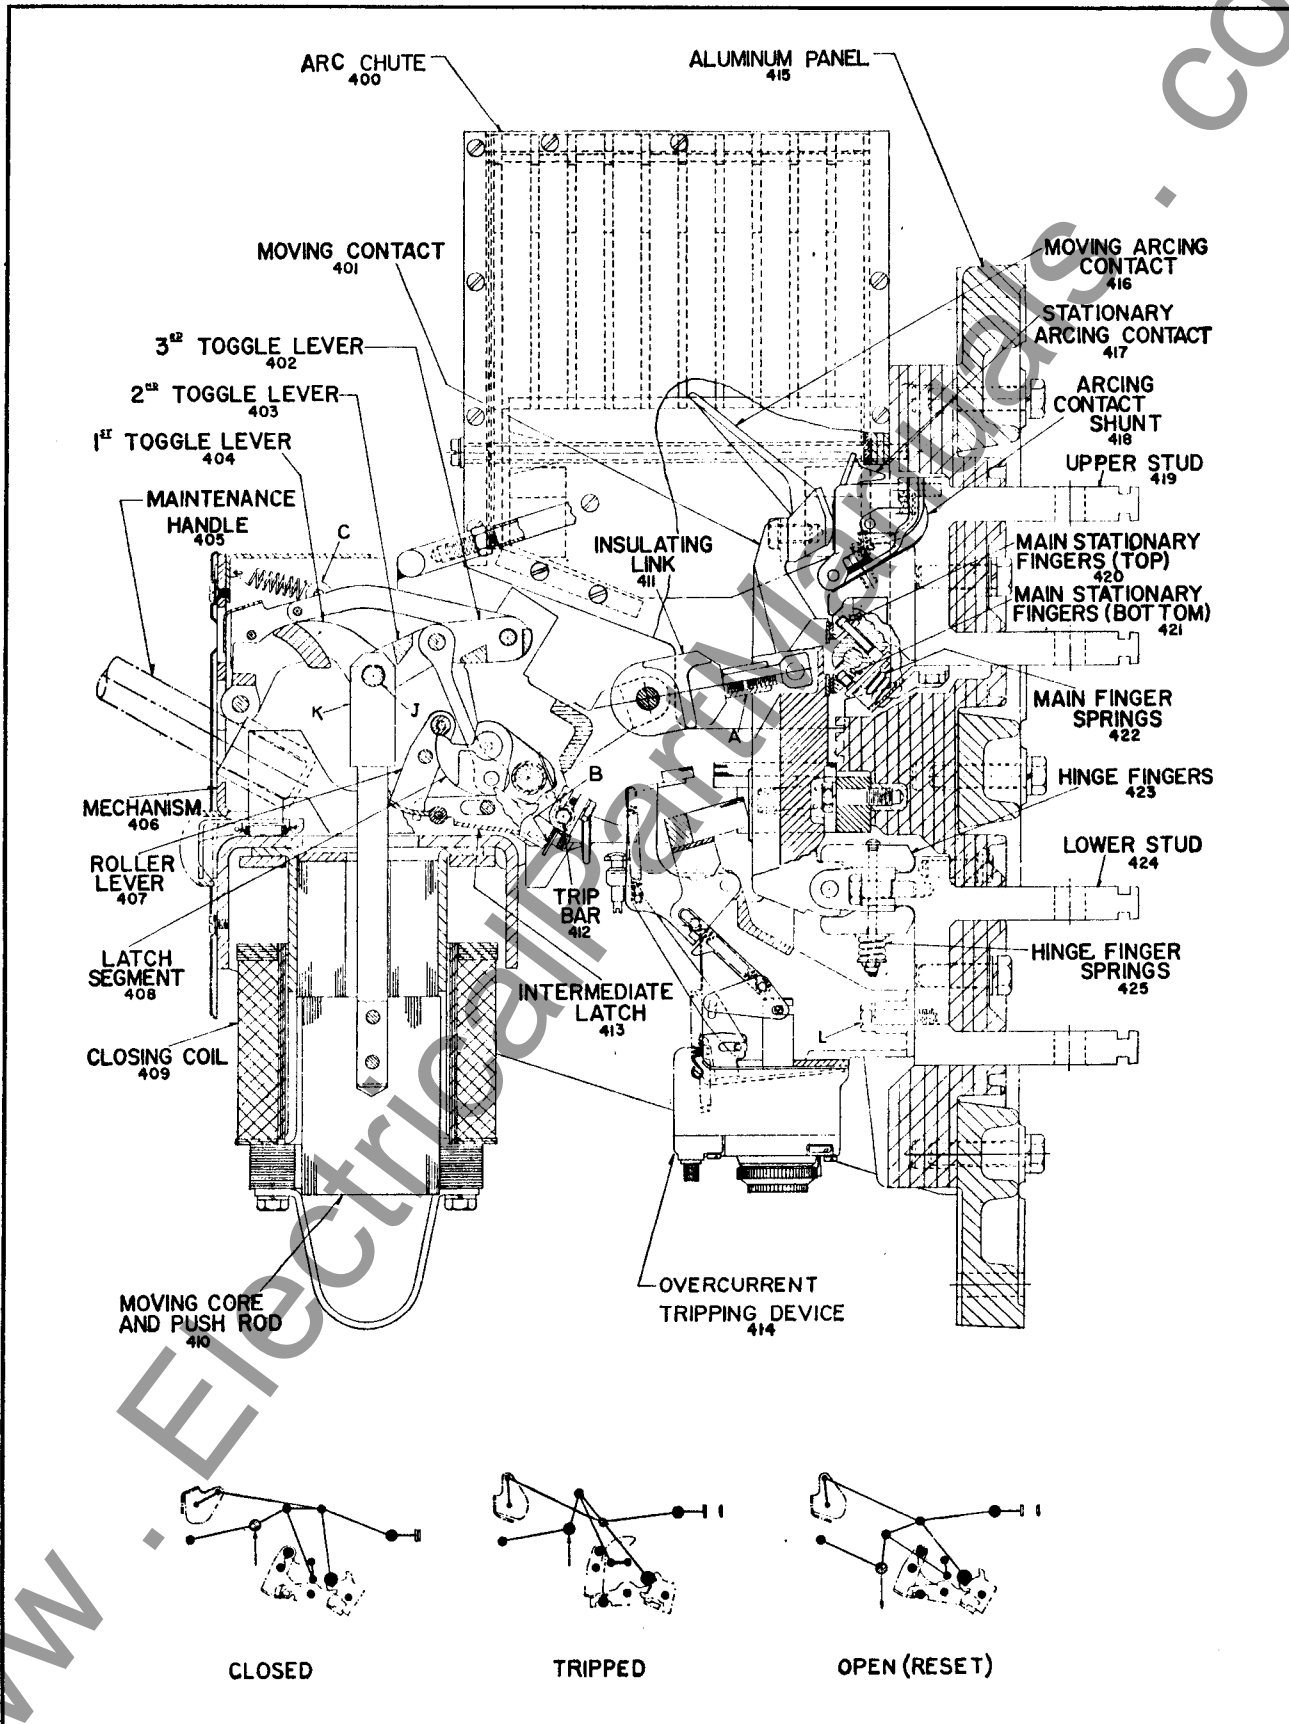 ARC CHUTE
400
ALUMINUM PANEL
415
MOVING CONTACT
401
MOVING ARCING
CONTACT
416
STATIONARY
ARCING CONTACT
417
3RD TOGGLE LEVER
402
2ND TOGGLE LEVER
403
ARCING
CONTACT
SHUNT
418
1ST TOGGLE LEVER
404
UPPER STUD
419
MAINTENANCE
HANDLE
405
C
INSULATING
LINK
411
MAIN STATIONARY
FINGERS (TOP)
420
MAIN STATIONARY
FINGERS (BOTTOM)
421
K
J
A
MAIN FINGER
SPRINGS
422
MECHANISM
406
B
HINGE FINGERS
423
ROLLER
LEVER
407
LOWER STUD
424
TRIP
BAR
412
LATCH
SEGMENT
408
HINGE FINGER
SPRINGS
425
INTERMEDIATE
LATCH
413
L
CLOSING COIL
409
MOVING CORE
AND PUSH ROD
410
OVERCURRENT
TRIPPING DEVICE
414
CLOSED
TRIPPED
OPEN (RESET)
w . ElectricalPartManuals . co